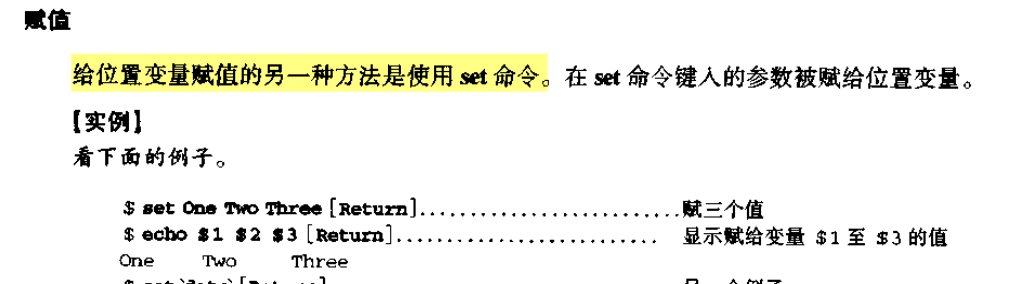 赋值
给位置变量赋值的另一种方法是使用 set 命令。在 set 命令键入的参数被赋给位置变量。
【实例】
看下面的例子。
$ set One Two Three [Return]..........................赋三个值
$ echo $1 $2 $3 [Return].......................... 显示赋给变量 $1 至 $3 的值
One Two Three